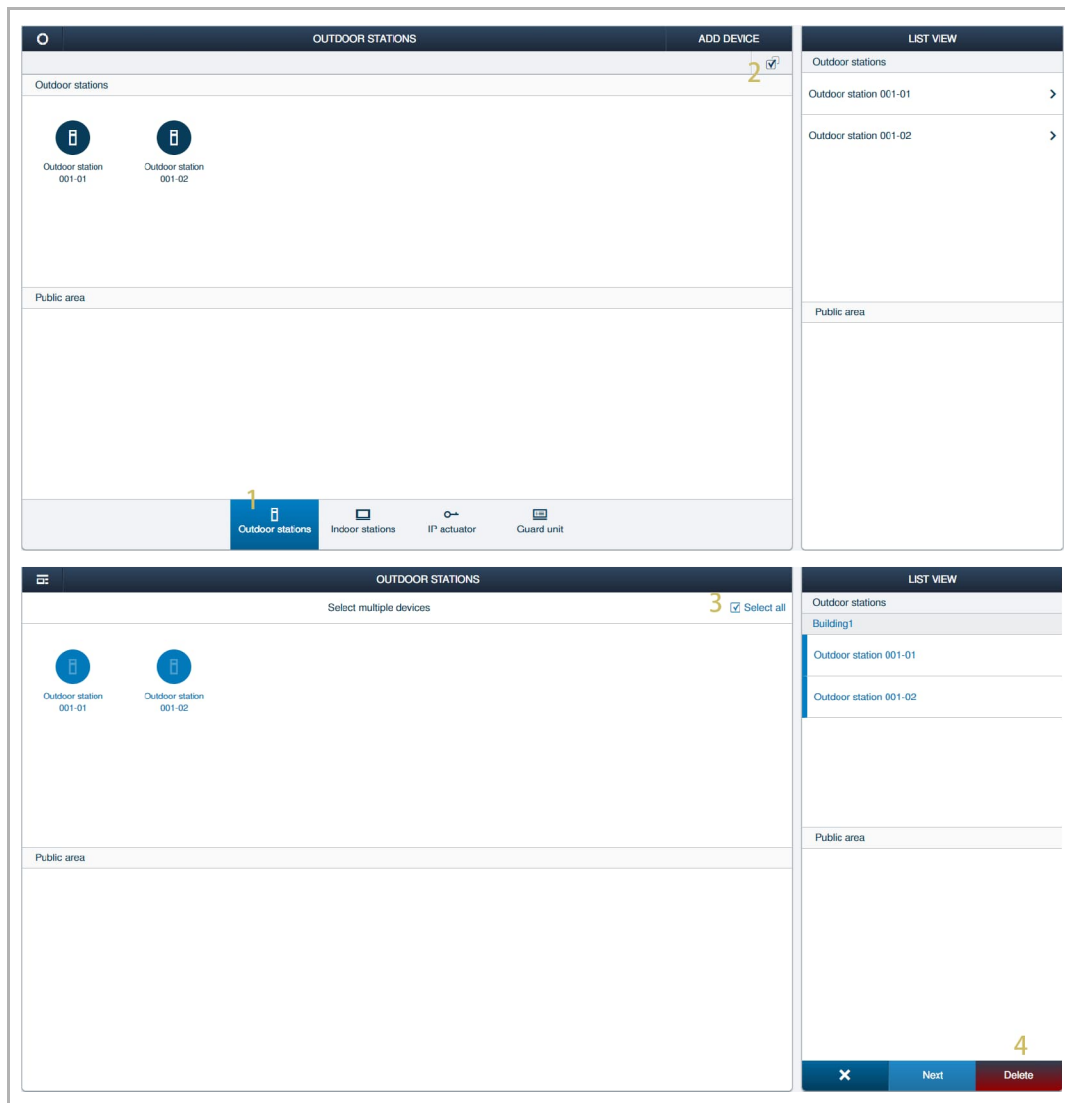 OUTDOOR STATIONS
ADD DEVICE
LIST VIEW
2
Outdoor stations
Outdoor stations
Outdoor station 001-01
Outdoor station 001-02
Outdoor station
001-01
Outdoor station
001-02
Public area
Public area
1
Outdoor stations
Indoor stations
IP actuator
Guard unit
OUTDOOR STATIONS
LIST VIEW
Select multiple devices
3
Select all
Outdoor stations
Building1
Outdoor station 001-01
Outdoor station 001-02
Outdoor station
001-01
Outdoor station
001-02
Public area
Public area
4
Next
Delete